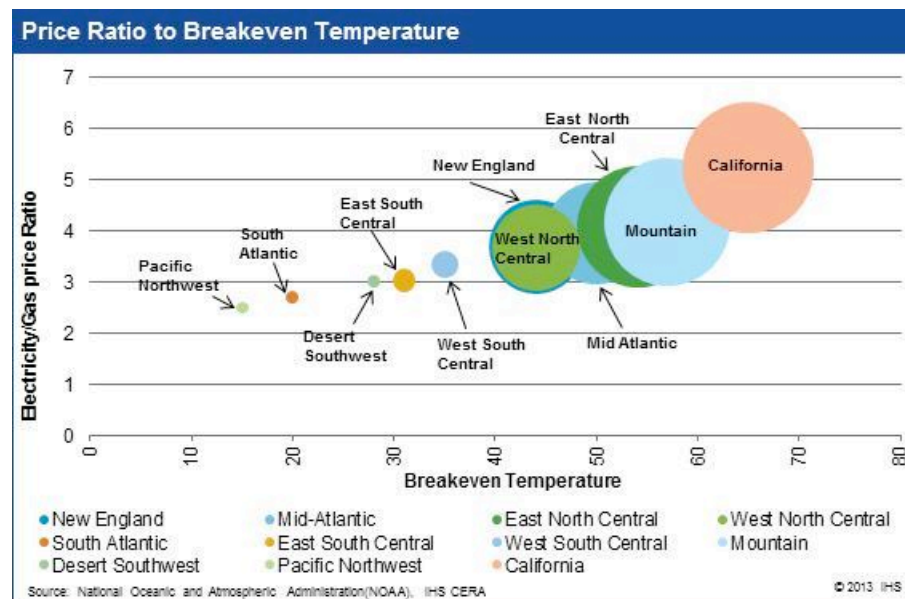 Price Ratio to Breakeven Temperature
Electricity/Gas price Ratio
7
6
5
4
3
2
1
0
Pacific
Northwest
South
Atlantic
East South
Central
Desert
Southwest
West South
Central
New England
West North
Central
East North
Central
Mid Atlantic
Mountain
California
0
10
20
30
40
50
60
70
80
Breakeven Temperature
New England
Mid-Atlantic
East North Central
West North Central
South Atlantic
East South Central
West South Central
Mountain
Desert Southwest
Pacific Northwest
California
Source: National Oceanic and Atmospheric Administration(NOAA), IHS CERA
© 2013 IHS